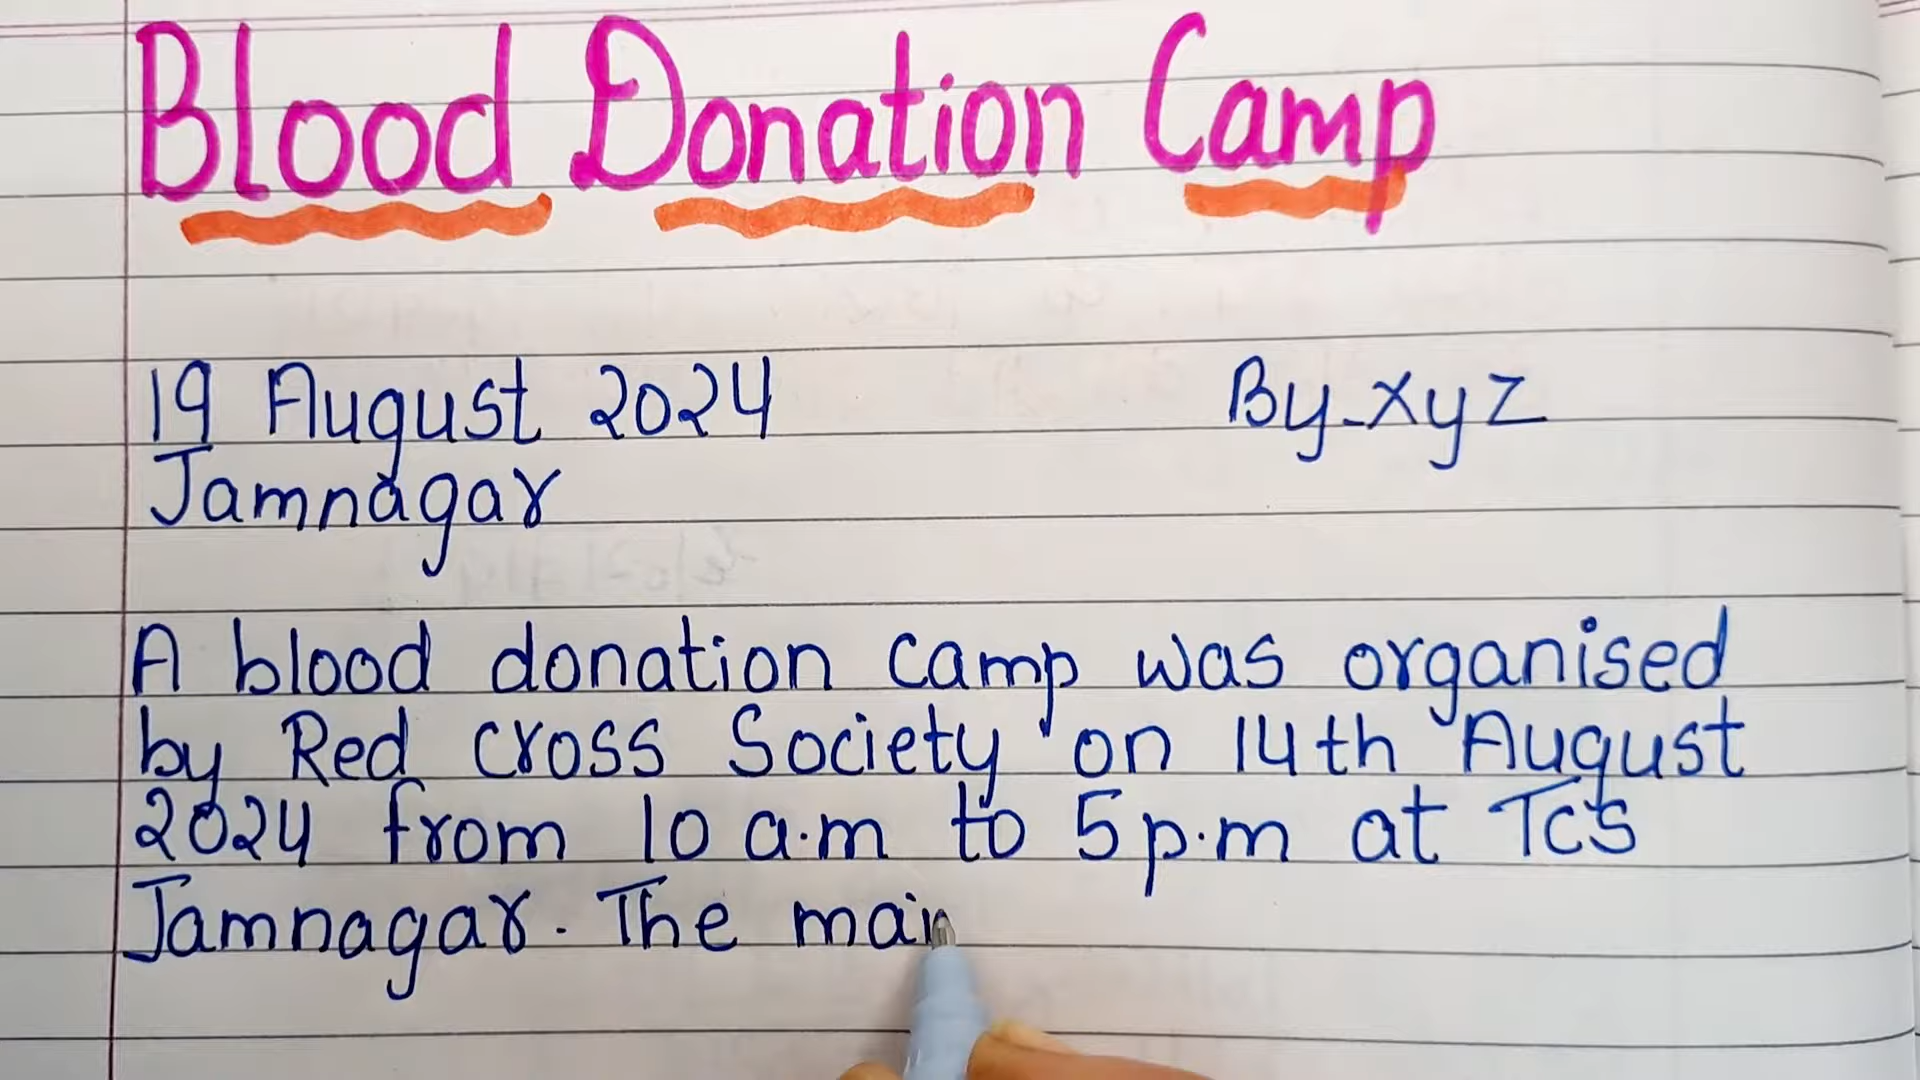 Blood Donation Camp
19 August 2024 By-xyz
Jamnagar
A blood donation camp was organised
by Red cross Society on 14th August
2024 from 10 a.m to 5 p.m at TCS
Jamnagar. The main